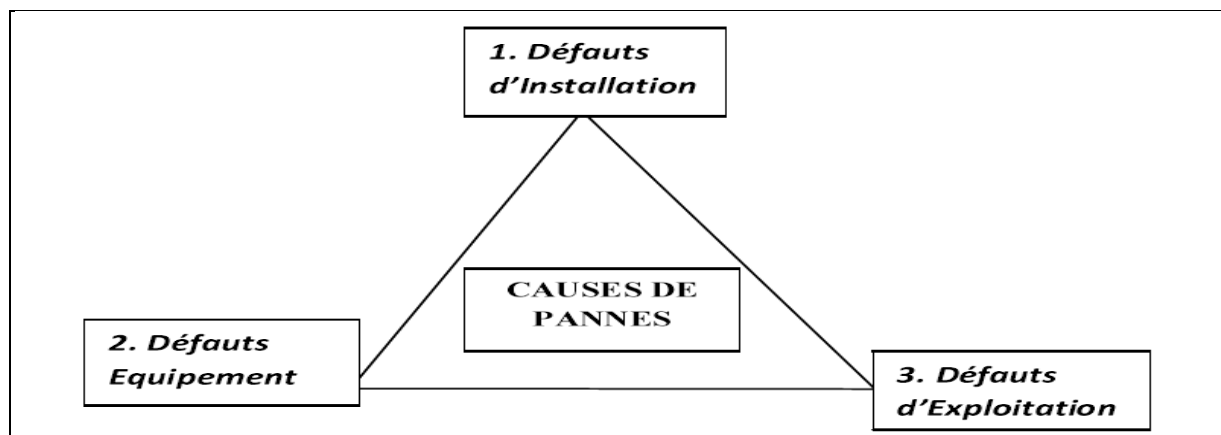 1. Défauts
d’Installation
CAUSES DE
PANNES
2. Défauts
Equipement
3. Défauts
d’Exploitation